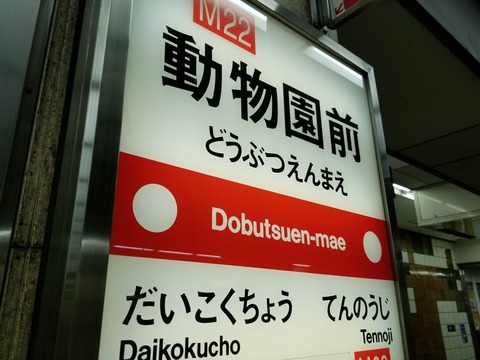 M22
動物園前
どうぶつえんまえ
Dobutsuen-mae
だいこくちょう てんのうじ
Daikokucho Tennoji